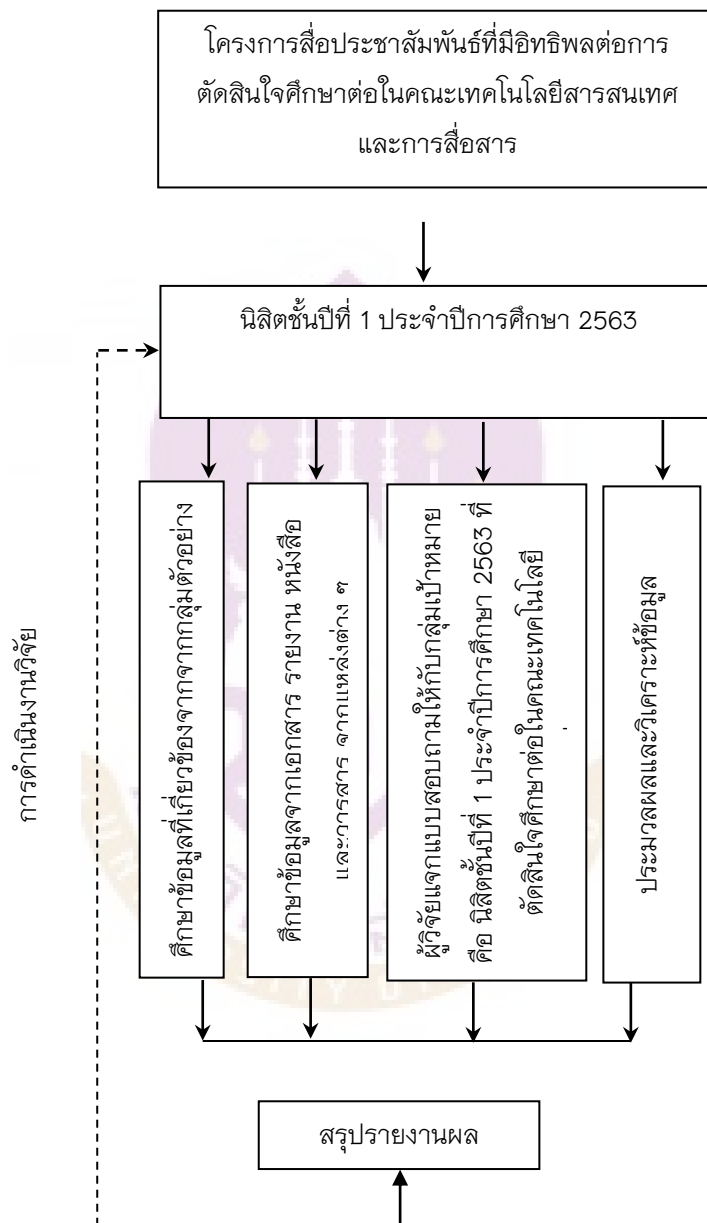 โครงการสื่อประชาสัมพันธ์ที่มีอิทธิพลต่อการ
ตัดสินใจศึกษาต่อในคณะเทคโนโลยีสารสนเทศ
และการสื่อสาร
นิสิตชั้นปีที่ 1 ประจำปีการศึกษา 2563
การดำเนินงานวิจัย
ศึกษาข้อมูลที่เกี่ยวข้องจากจากกลุ่มตัวอย่าง
ศึกษาข้อมูลจากเอกสาร รายงาน หนังสือ
และวารสาร จากแหล่งต่าง ๆ
ผู้วิจัยแจกแบบสอบถามให้กับกลุ่มเป้าหมาย
คือ นิสิตชั้นปีที่ 1 ประจำปีการศึกษา 2563 ที่
ตัดสินใจศึกษาต่อในคณะเทคโนโลยี
ประมวลผลและวิเคราะห์ข้อมูล
สรุปรายงานผล